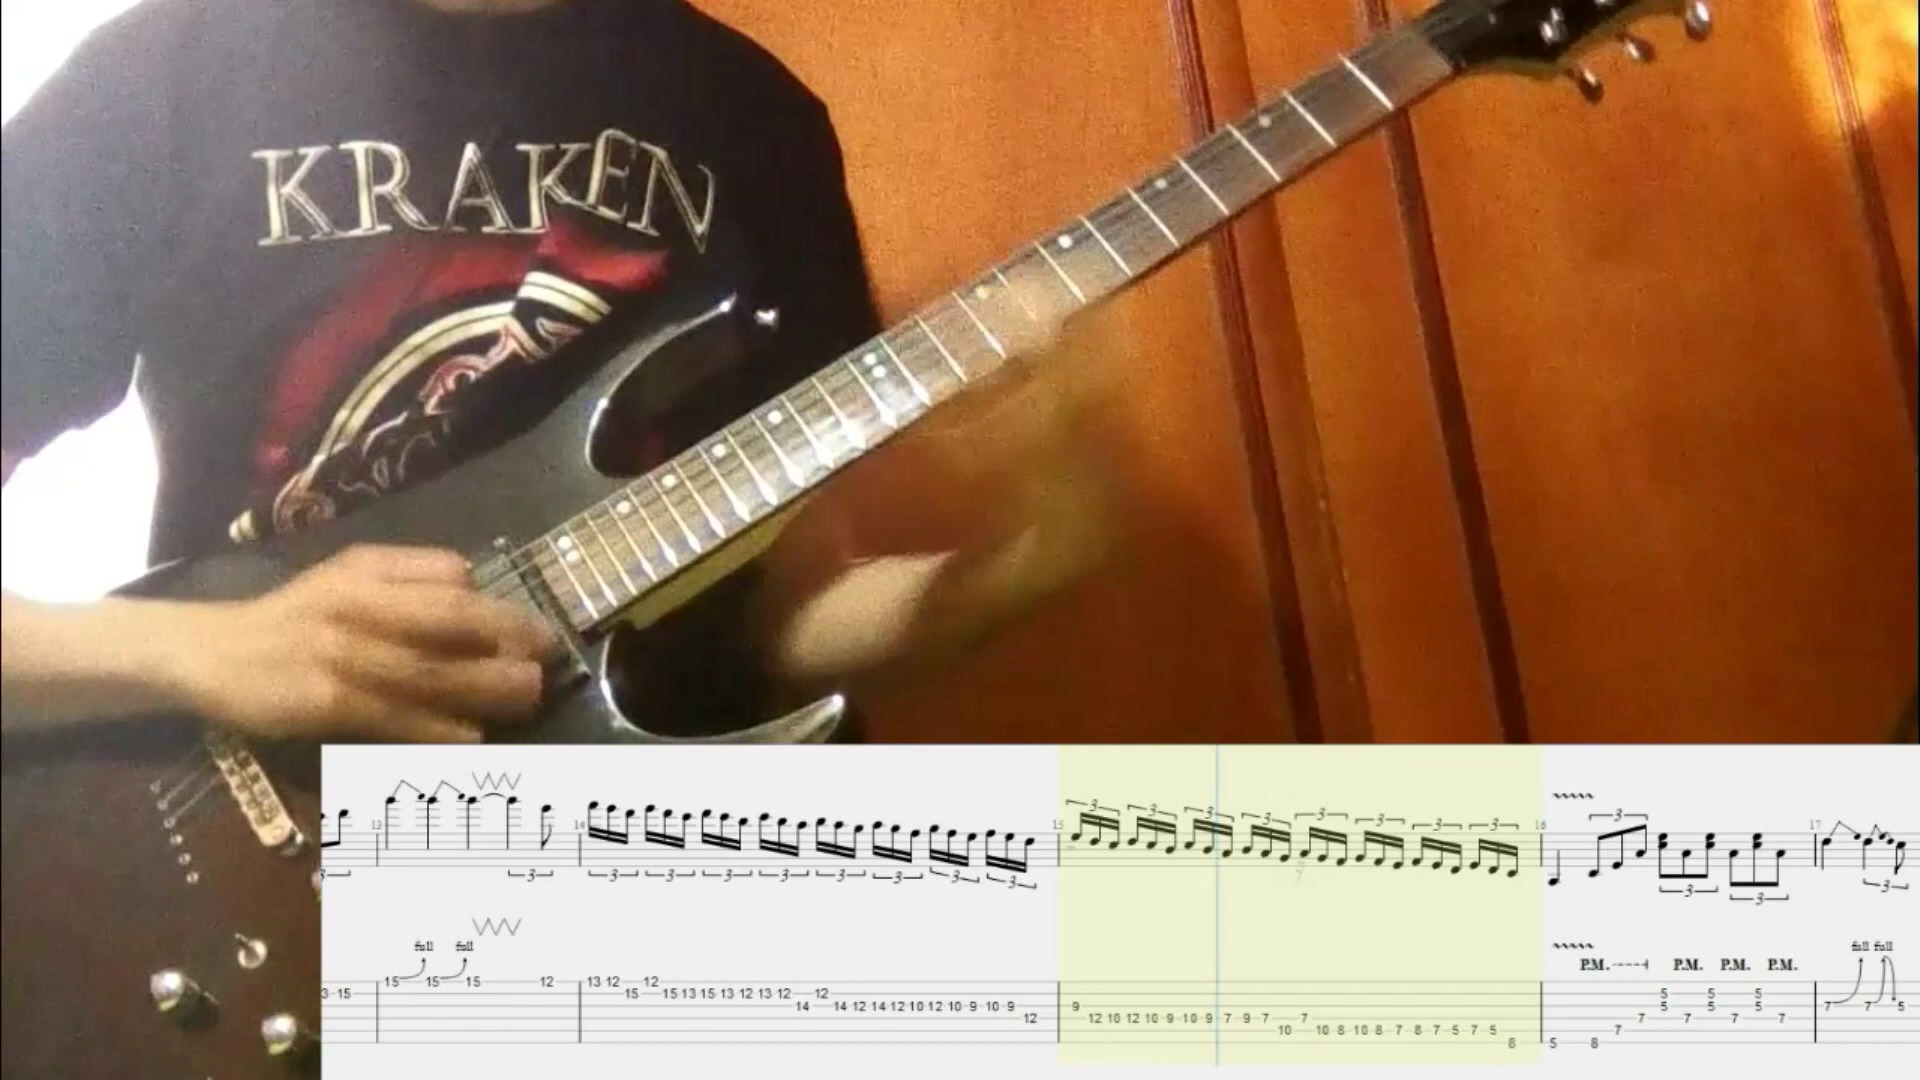 KRAKEN
13 14 15 16 17
3 3 3 3 3 3 3 3 3 3
3 3 3 3 3 3 3 3 3 3 3 3
full full full full
P.M. P.M. P.M. P.M.
15 15 15 12 13 12 12 5 5 5
3 15 15 15 13 15 13 12 13 12 12 9 5 5 5 7 7 5
14 14 12 14 12 10 12 10 9 10 9
12 12 10 12 10 9 10 9 7 9 7 7 7 7 7 7
10 10 8 10 8 7 8 7 5 7 5 7
8 5 8